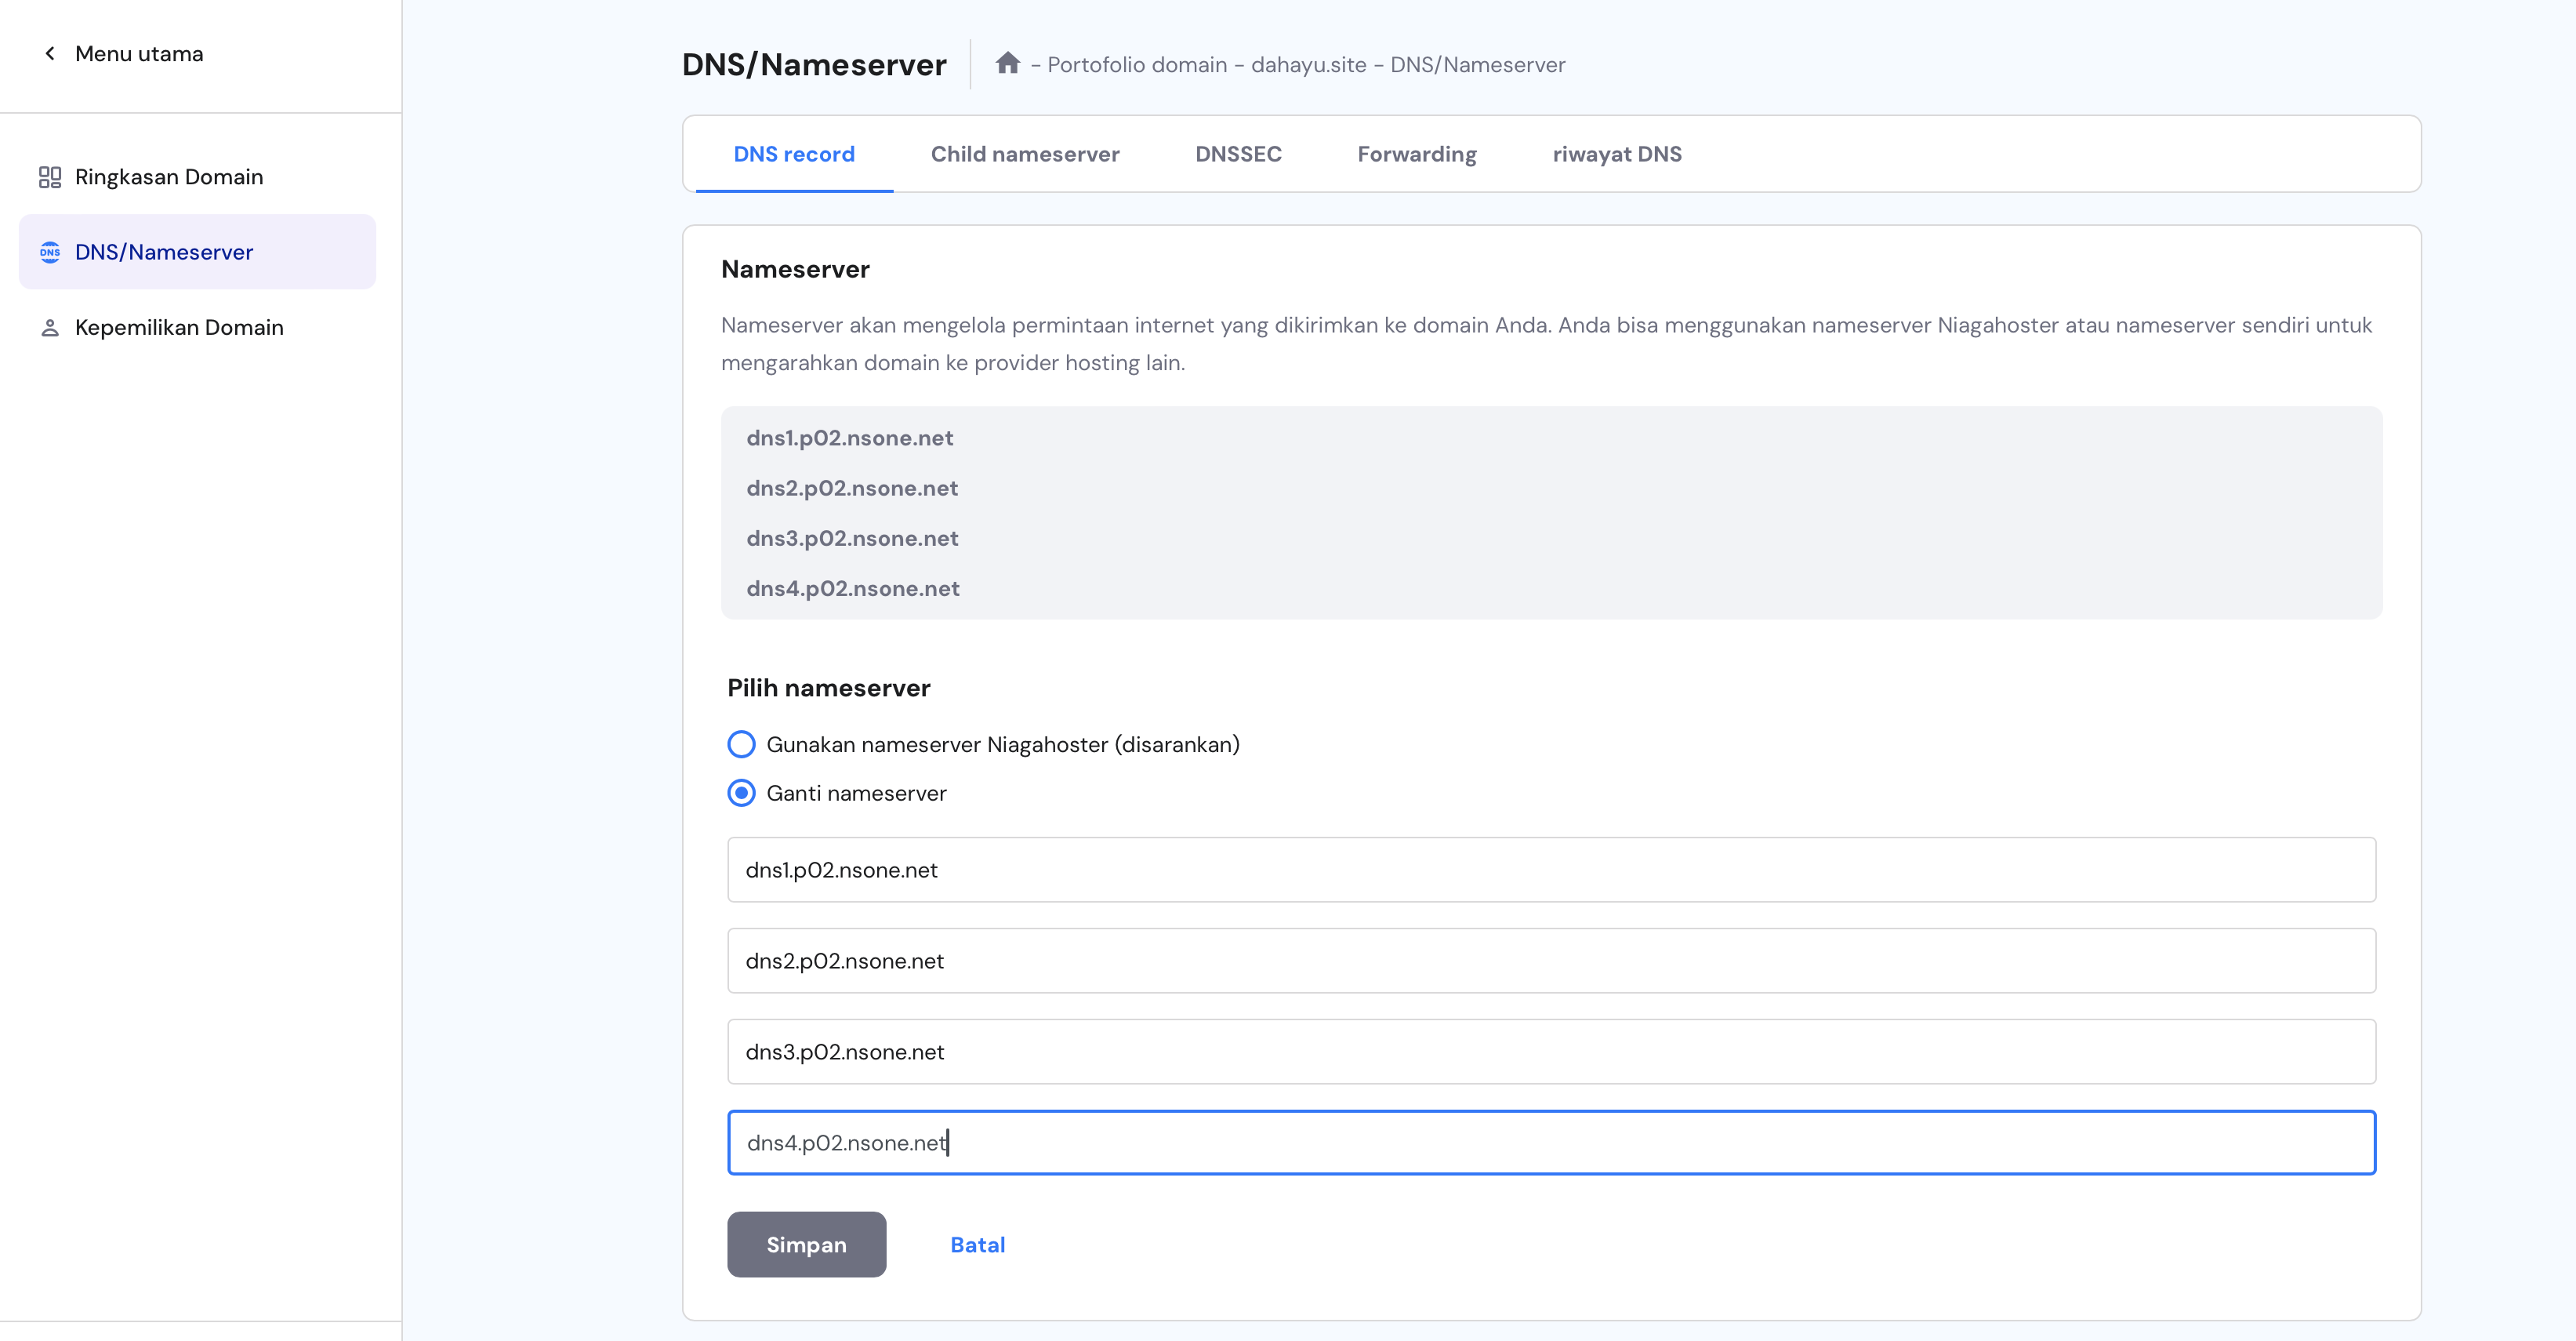 Menu utama
Ringkasan Domain
DNS
DNS/Nameserver
Kepemilikan Domain
DNS/Nameserver
– Portofolio domain – dahayu.site – DNS/Nameserver
DNS record
Child nameserver
DNSSEC
Forwarding
riwayat DNS
Nameserver
Nameserver akan mengelola permintaan internet yang dikirimkan ke domain Anda. Anda bisa menggunakan nameserver Niagahoster atau nameserver sendiri untuk
mengarahkan domain ke provider hosting lain.
dns1.p02.nsone.net
dns2.p02.nsone.net
dns3.p02.nsone.net
dns4.p02.nsone.net
Pilih nameserver
Gunakan nameserver Niagahoster (disarankan)
Ganti nameserver
dns1.p02.nsone.net
dns2.p02.nsone.net
dns3.p02.nsone.net
dns4.p02.nsone.net
Simpan
Batal